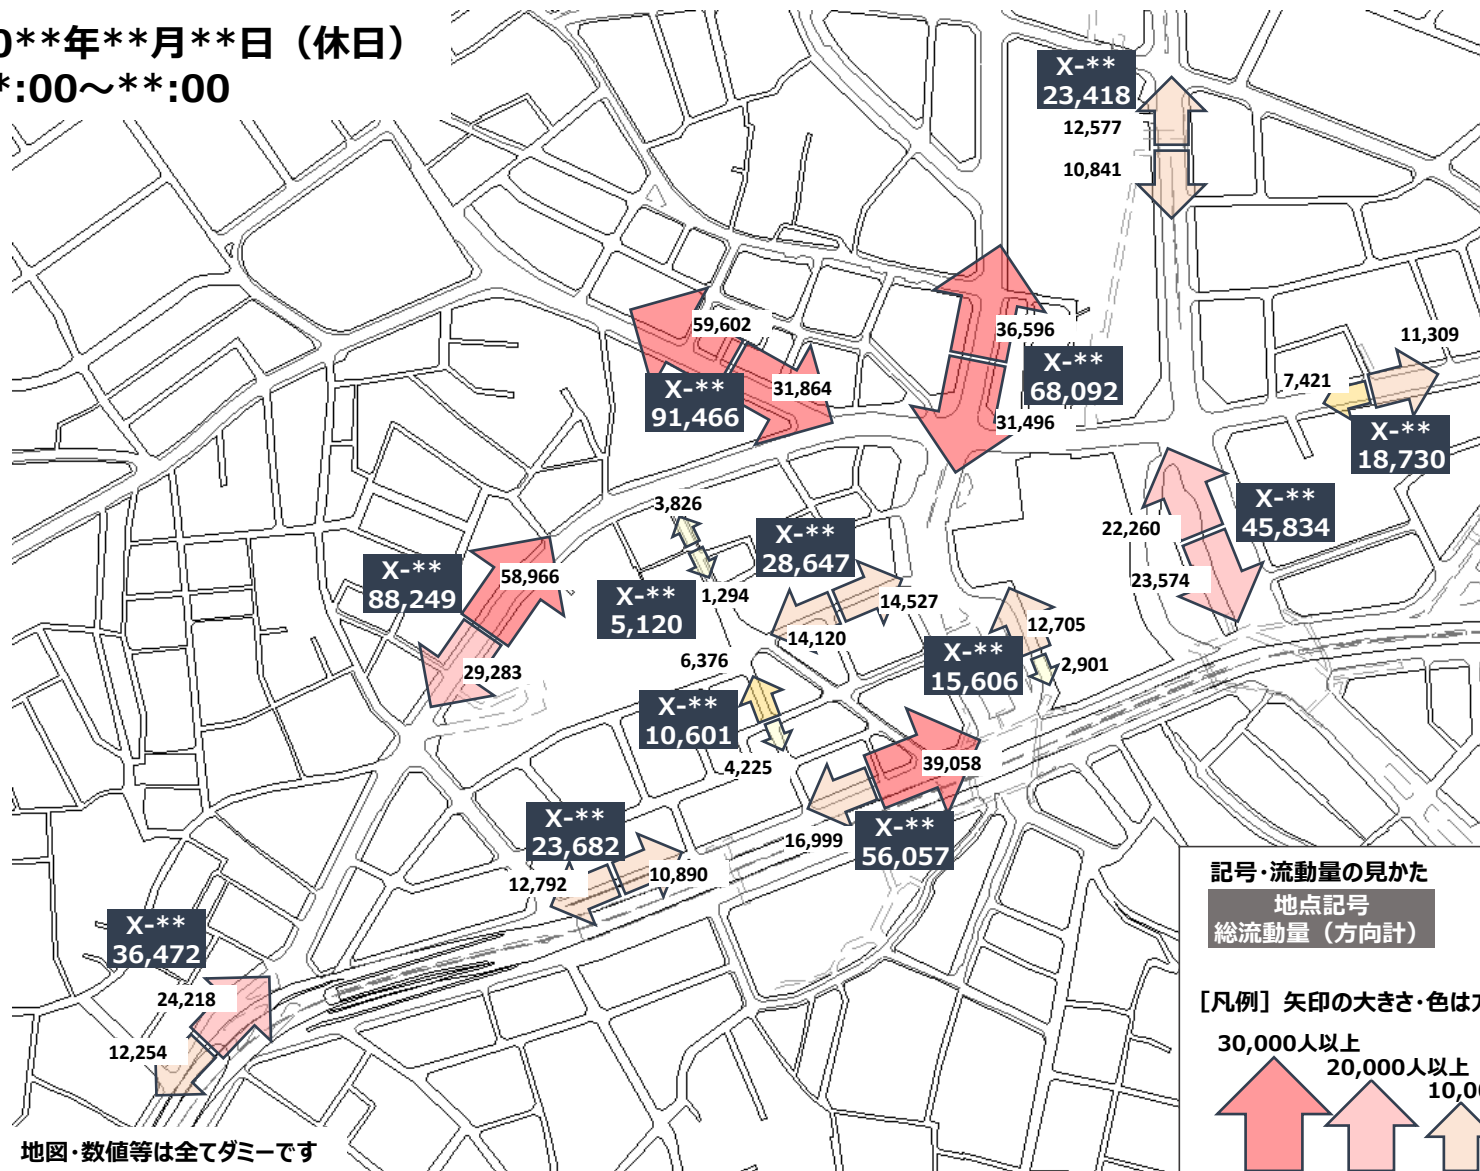 0**年**月**日（休日）
*:00～**:00
X-**
23,418
12,577
10,841
59,602
36,596
11,309
X-**
68,092
7,421
X-**
91,466
31,864
31,496
X-**
18,730
3,826
X-**
28,647
22,260
X-**
45,834
X-**
88,249
58,966
23,574
X-**
5,120
1,294
14,527
14,120
12,705
6,376
29,283
X-**
15,606
2,901
X-**
10,601
4,225
39,058
X-**
23,682
16,999
X-**
56,057
12,792
10,890
X-**
36,472
24,218
12,254
記号・流動量の見かた
地点記号
総流動量（方向計）
［凡例］矢印の大きさ・色は
30,000人以上
20,000人以上
10,00
地図・数値等は全てダミーです